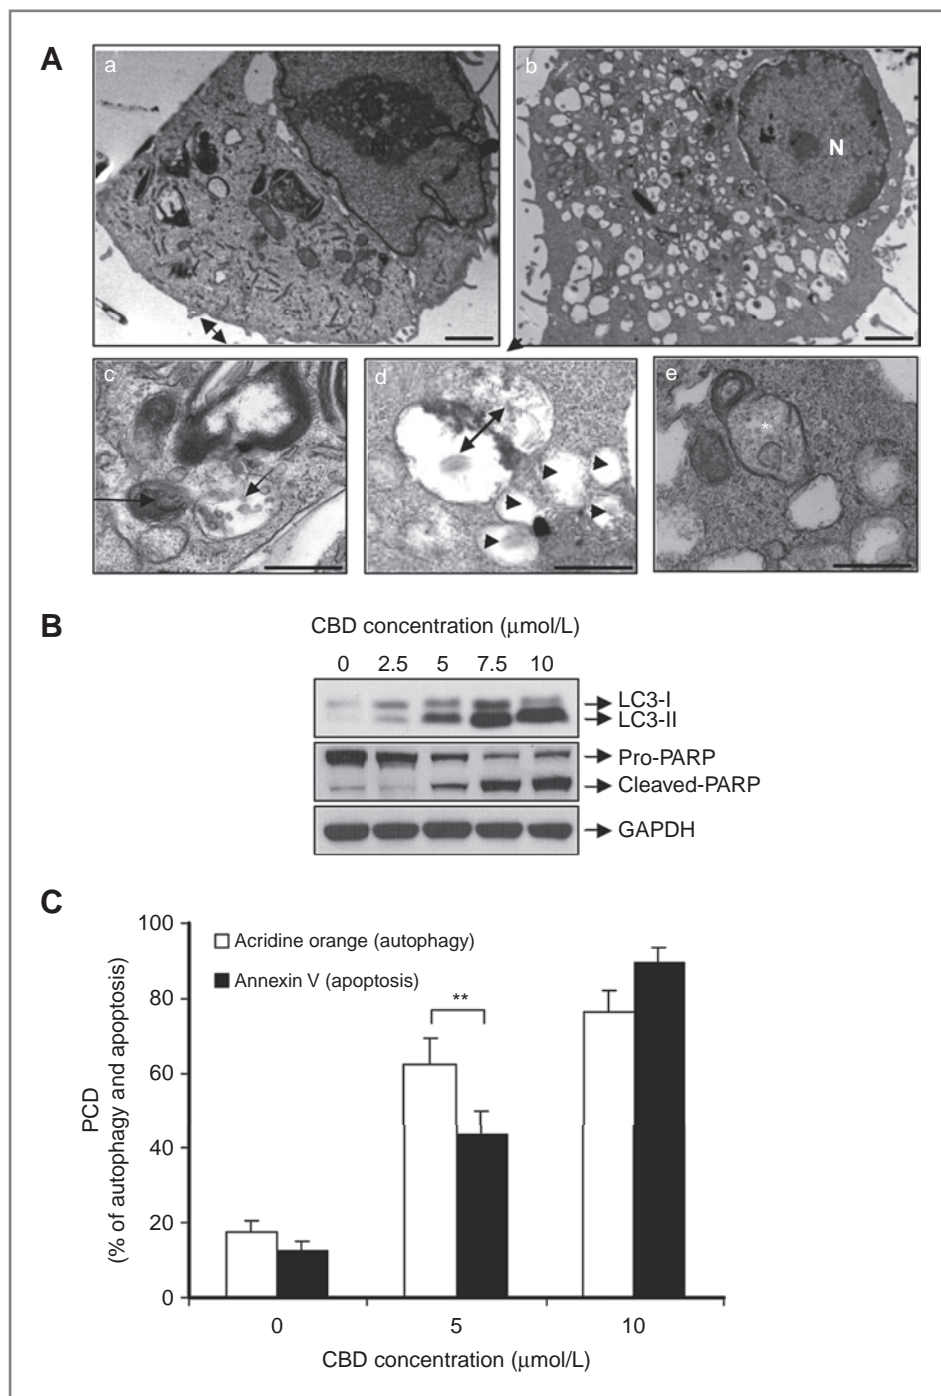 A
a
b
N
c
d
e
*
B
CBD concentration (μmol/L)
0 2.5 5 7.5 10
LC3-I
LC3-II
Pro-PARP
Cleaved-PARP
GAPDH
C
100
80
60
40
20
0
PCD
(% of autophagy and apoptosis)
Acridine orange (autophagy)
Annexin V (apoptosis)
**
0 5 10
CBD concentration (μmol/L)